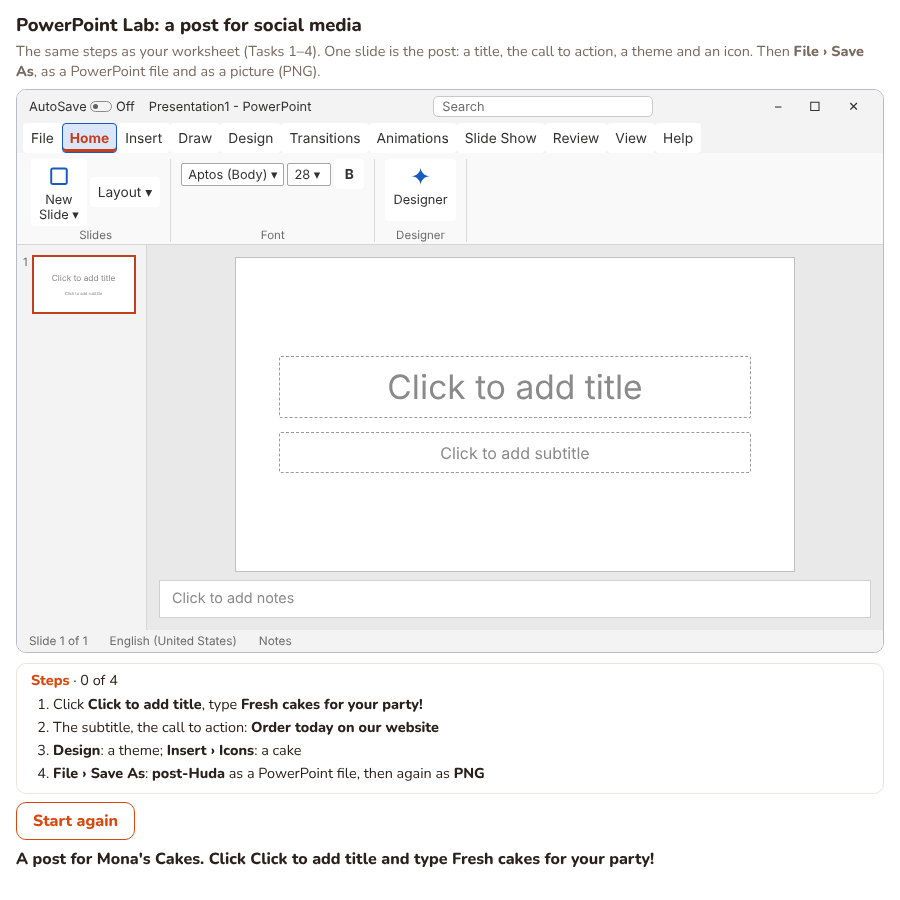 PowerPoint Lab: a post for social media
The same steps as your worksheet (Tasks 1–4). One slide is the post: a title, the call to action, a theme and an icon. Then File › Save
As, as a PowerPoint file and as a picture (PNG).
AutoSave Off Presentation1 - PowerPoint Search
File Home Insert Draw Design Transitions Animations Slide Show Review View Help
New
Slide ▾
Layout ▾
Slides
Aptos (Body) ▾ 28 ▾ B
Font
Designer
Designer
1
Click to add title
Click to add subtitle
Click to add title
Click to add subtitle
Click to add notes
Slide 1 of 1 English (United States) Notes
Steps · 0 of 4
1. Click Click to add title, type Fresh cakes for your party!
2. The subtitle, the call to action: Order today on our website
3. Design: a theme; Insert › Icons: a cake
4. File › Save As: post-Huda as a PowerPoint file, then again as PNG
Start again
A post for Mona's Cakes. Click Click to add title and type Fresh cakes for your party!